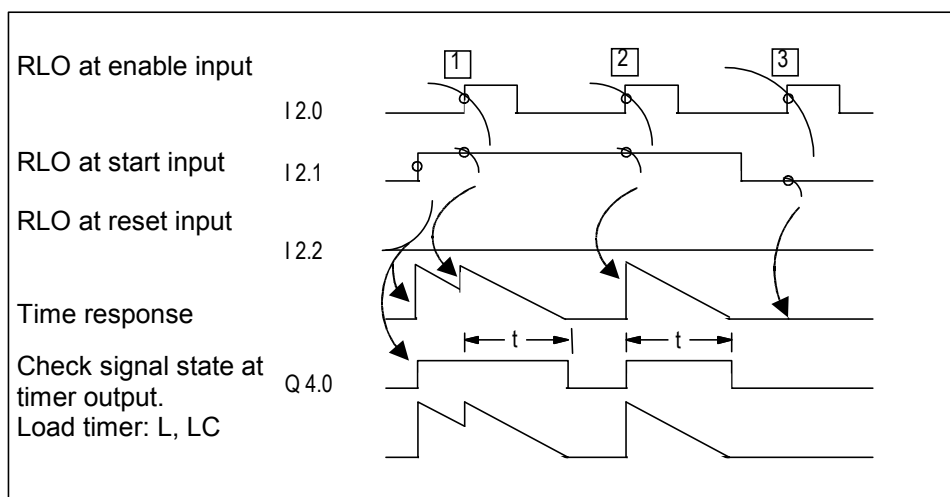 1
2
3
RLO at enable input
I 2.0
RLO at start input
I 2.1
RLO at reset input
I 2.2
Time response
t
t
Check signal state at
timer output.
Q 4.0
Load timer: L, LC